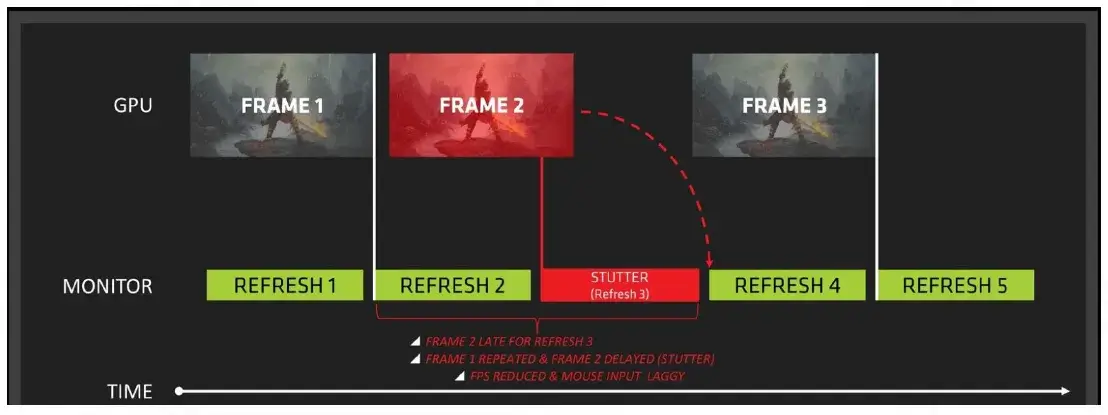 GPU
FRAME 1
FRAME 2
FRAME 3
MONITOR
REFRESH 1
REFRESH 2
STUTTER
(Refresh 3)
REFRESH 4
REFRESH 5
FRAME 2 LATE FOR REFRESH 3
FRAME 1 REPEATED & FRAME 2 DELAYED (STUTTER)
FPS REDUCED & MOUSE INPUT LAGGY
TIME